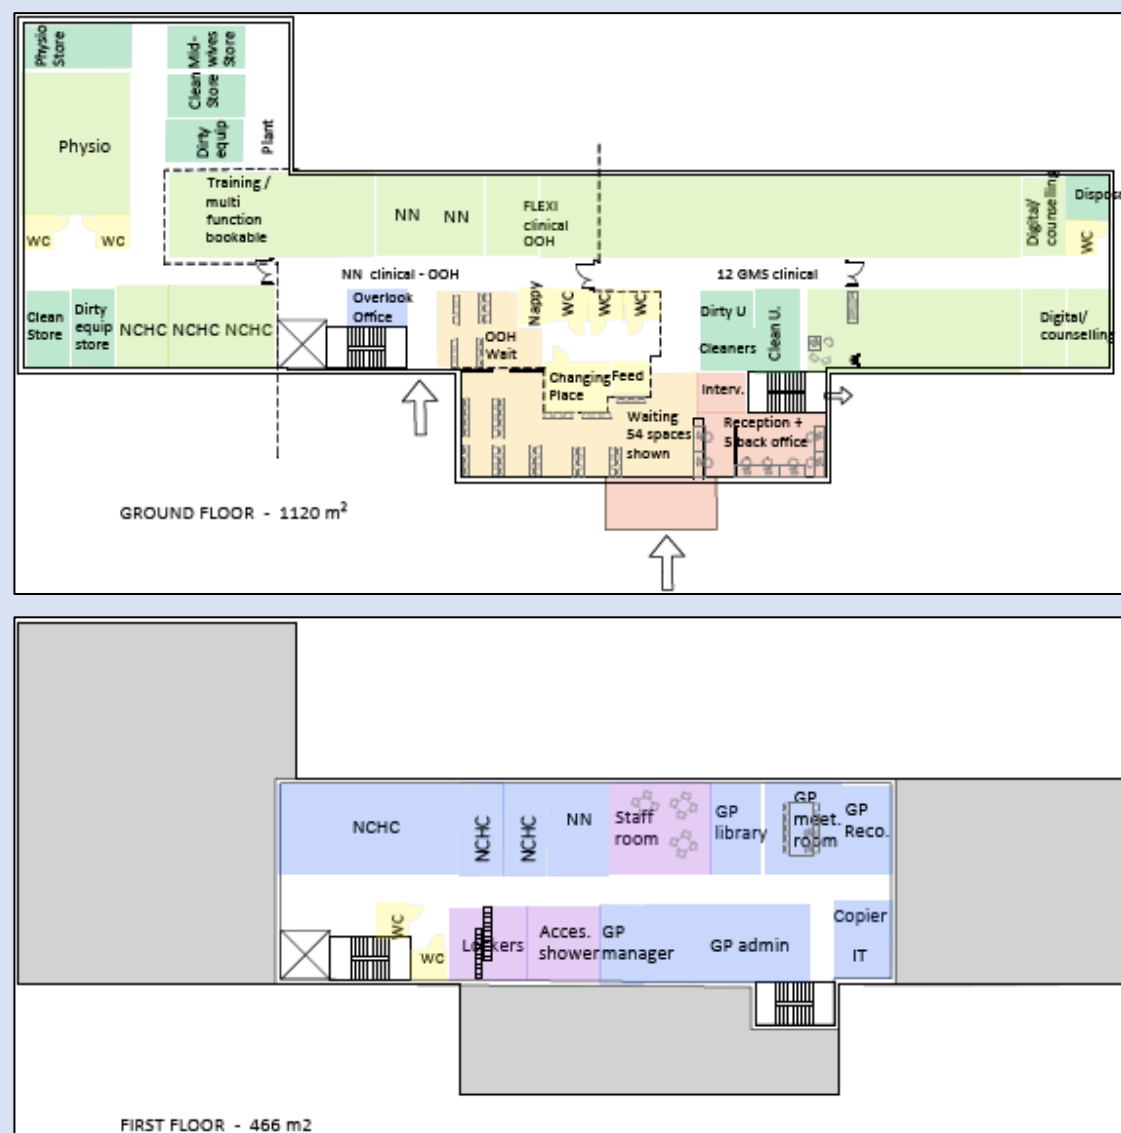 Physio
Store
Mid-
wives
Store
Clean
Store
Dirty
equip
Plant
Physio
WC
WC
Training /
multi
function
bookable
NN
NN
FLEXI
clinical
OOH
Digital/
counselling
WC
NN clinical - OOH
12 GMS clinical
Clean
Store
Dirty
equip
store
NCHC
NCHC
NCHC
Overlook
Office
OOH
Wait
Nappy
WC
WC
WC
Dirty U
Cleaners
Clean U.
Digital/
counselling
Changing
Place
Feed
Interv.
Waiting
54 spaces
shown
Reception +
5 back office
GROUND FLOOR - 1120 m²
NCHC
NCHC
NCHC
NN
Staff
room
GP
library
GP
meet.
room
GP
Reco.
WC
WC
Lockers
Acces.
shower
GP
manager
GP admin
Copier
IT
FIRST FLOOR - 466 m2